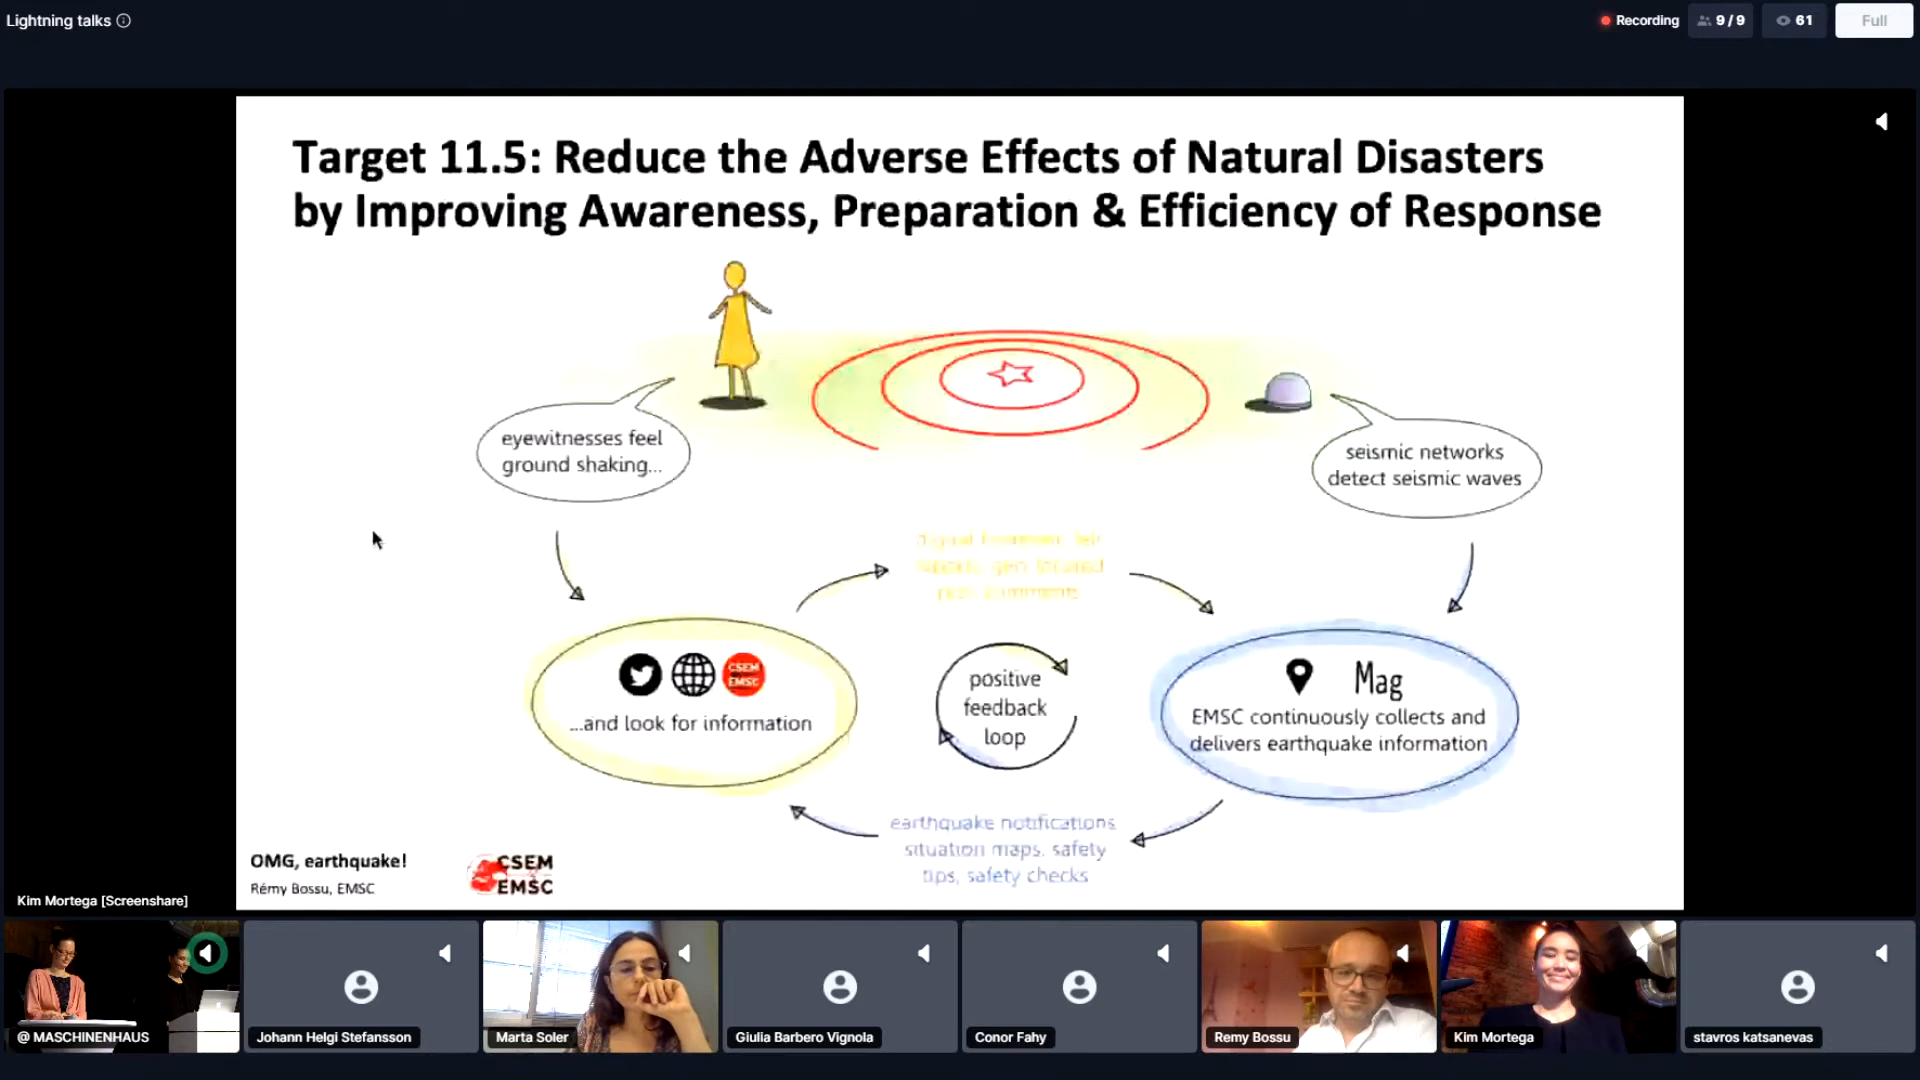 Lightning talks
Recording
9 / 9
61
Full
Target 11.5: Reduce the Adverse Effects of Natural Disasters
by Improving Awareness, Preparation & Efficiency of Response
eyewitnesses feel
ground shaking...
seismic networks
detect seismic waves
comments
CSEM
EMSC
...and look for information
positive
feedback
loop
Mag
EMSC continuously collects and
delivers earthquake information
earthquake notifications
situation maps, safety
tips, safety checks
OMG, earthquake!
Rémy Bossu, EMSC
CSEM
EMSC
Kim Mortega [Screenshare]
@ MASCHINENHAUS
Johann Helgi Stefansson
Marta Soler
Giulia Barbero Vignola
Conor Fahy
Remy Bossu
Kim Mortega
stavros katsanevas